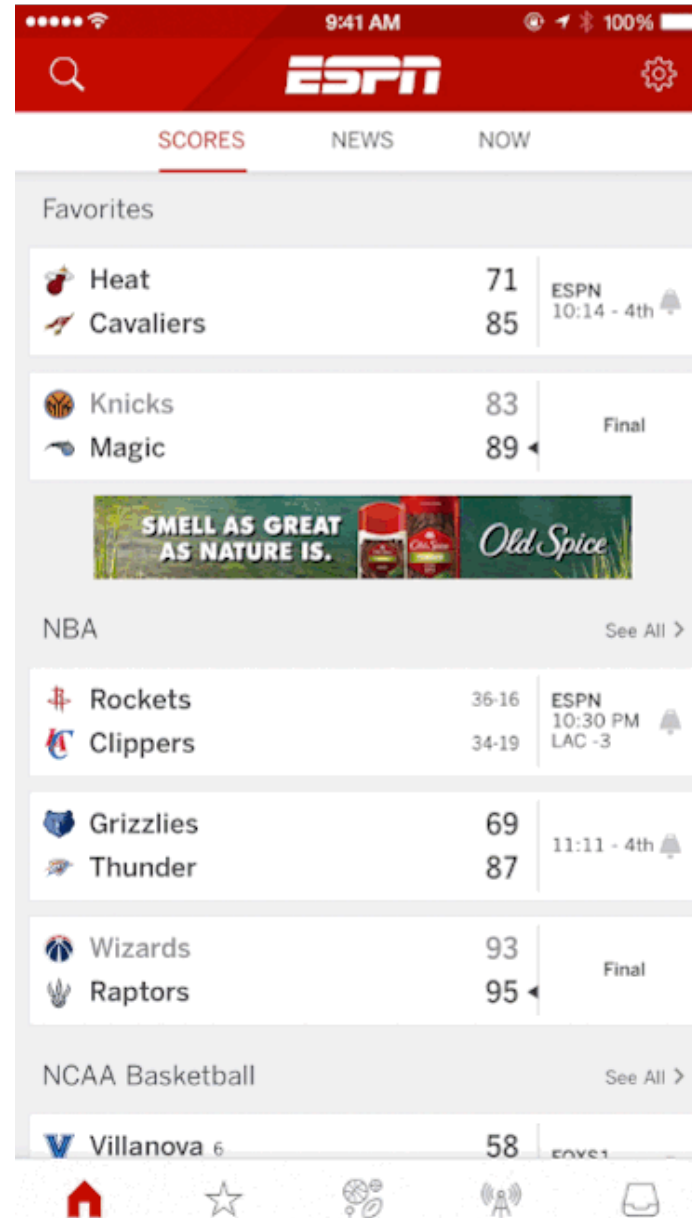 9:41 AM 100%
ESPN
SCORES NEWS NOW
Favorites
Heat 71
ESPN
10:14 - 4th
Cavaliers 85
Knicks 83
Final
Magic 89
SMELL AS GREAT
AS NATURE IS.
Old Spice
NBA See All >
Rockets 36-16
ESPN
10:30 PM
LAC -3
Clippers 34-19
Grizzlies 69
11:11 - 4th
Thunder 87
Wizards 93
Final
Raptors 95
NCAA Basketball See All >
Villanova 6 58
FOXS1